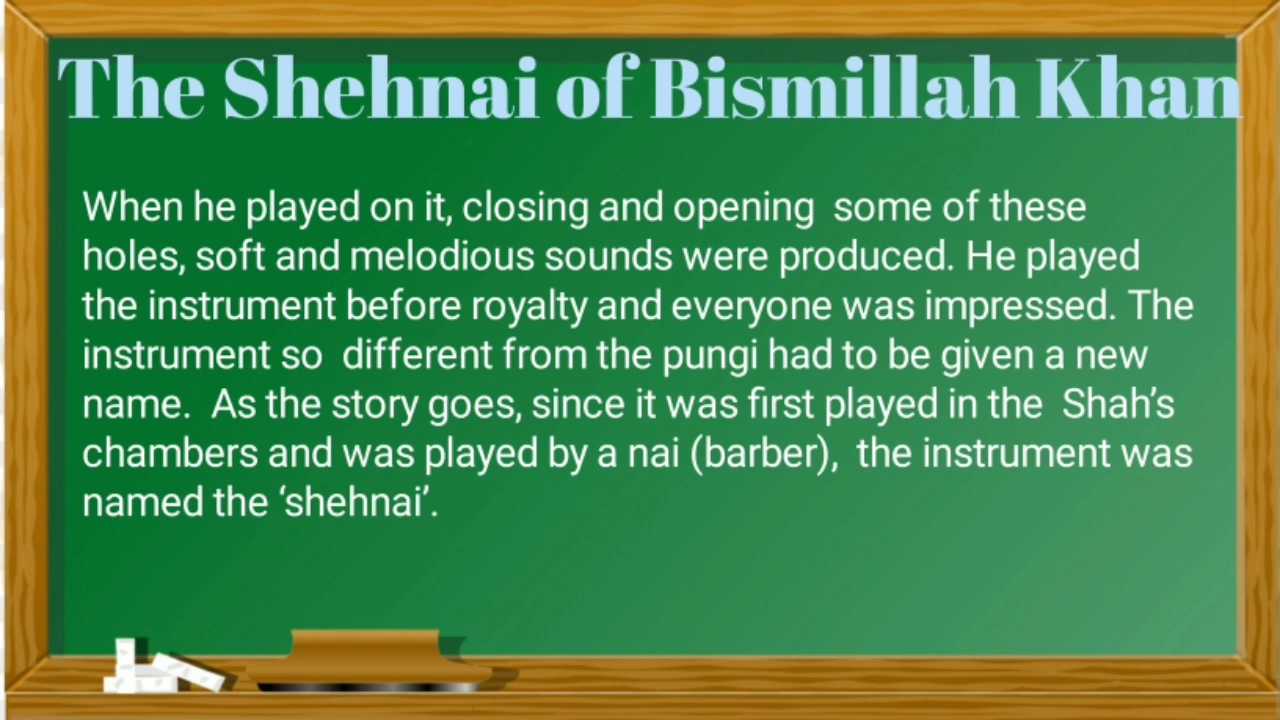 The Shehnai of Bismillah Khan
When he played on it, closing and opening  some of these
holes, soft and melodious sounds were produced. He played
the instrument before royalty and everyone was impressed. The
instrument so  different from the pungi had to be given a new
name.  As the story goes, since it was first played in the  Shah’s
chambers and was played by a nai (barber),  the instrument was
named the ‘shehnai’.